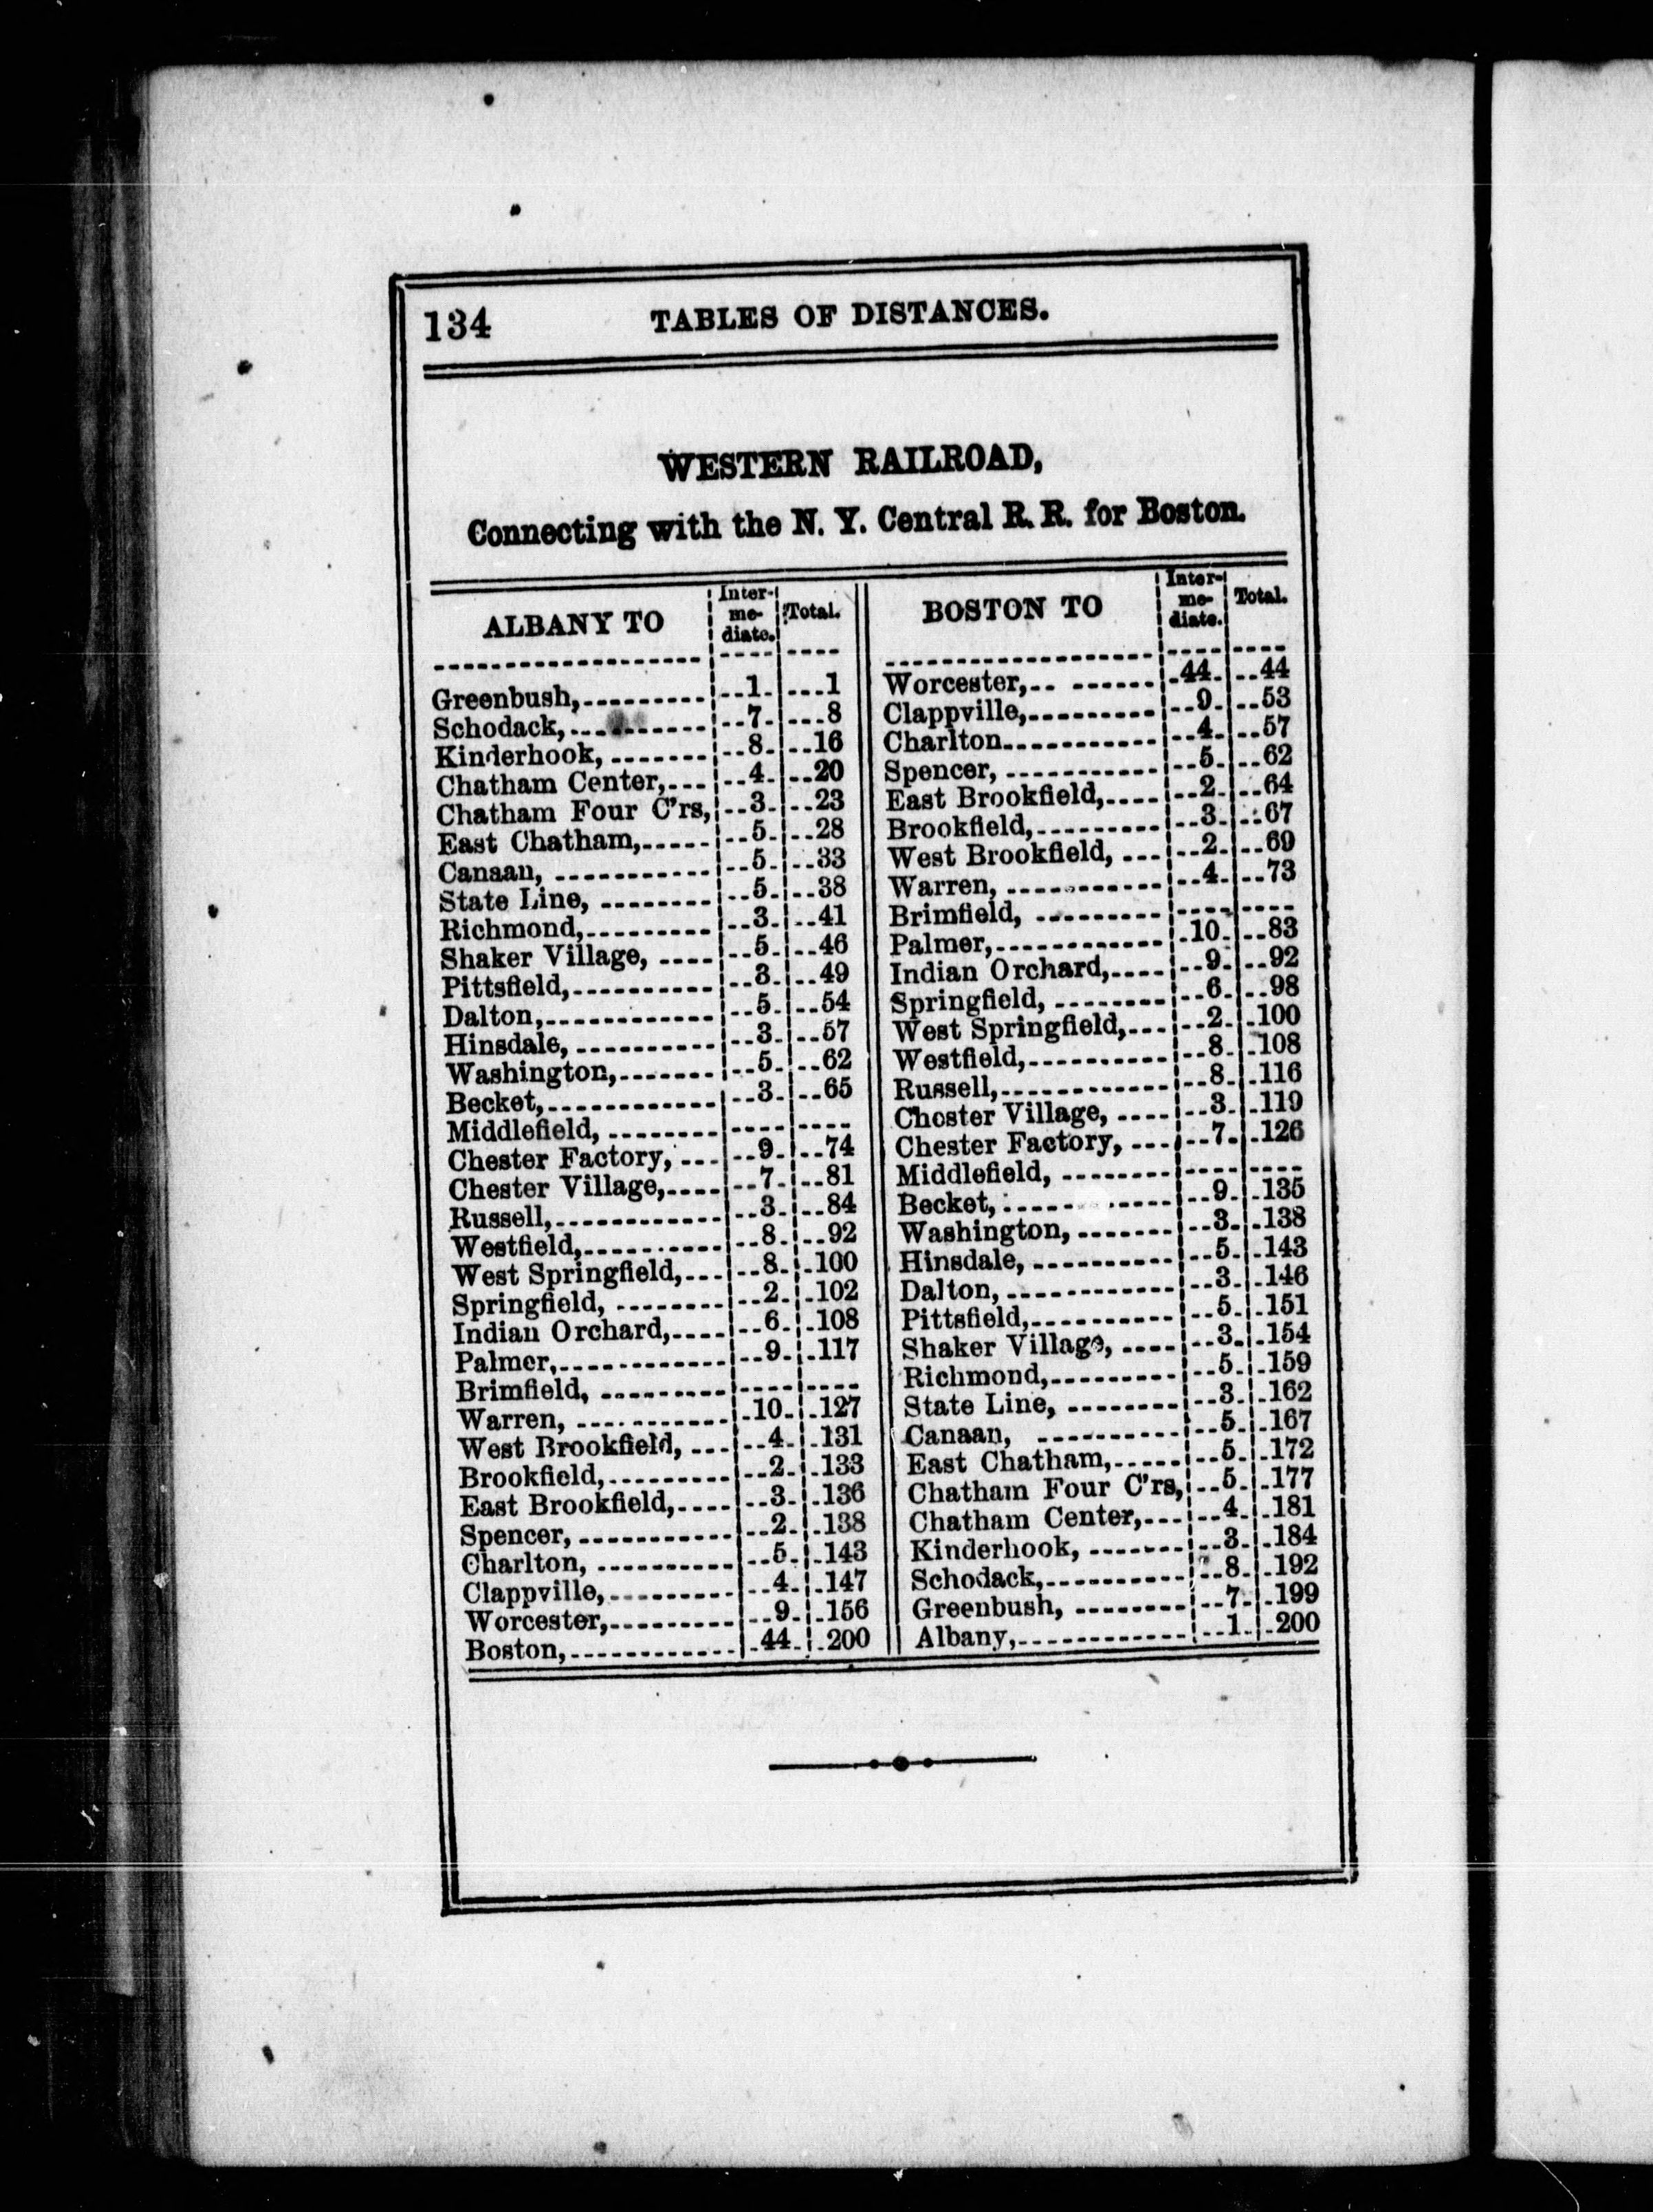 134 TABLES OF DISTANCES.
WESTERN RAILROAD,
Connecting with the N. Y. Central R. R. for Boston.
ALBANY TO Inter-me-diate. Total.
Greenbush, 1 1
Schodack, 7 8
Kinderhook, 8 16
Chatham Center, 4 20
Chatham Four C'rs, 3 23
East Chatham, 5 28
Canaan, 5 33
State Line, 5 38
Richmond, 3 41
Shaker Village, 5 46
Pittsfield, 3 49
Dalton, 5 54
Hinsdale, 3 57
Washington, 5 62
Becket, 3 65
Middlefield,
Chester Factory, 9 74
Chester Village, 7 81
Russell, 3 84
Westfield, 8 92
West Springfield, 8 100
Springfield, 2 102
Indian Orchard, 6 108
Palmer, 9 117
Brimfield,
Warren, 10 127
West Brookfield, 4 131
Brookfield, 2 133
East Brookfield, 3 136
Spencer, 2 138
Charlton, 5 143
Clappville, 4 147
Worcester, 9 156
Boston, 44 200
BOSTON TO Inter-me-diate. Total.
Worcester, 44 44
Clappville, 9 53
Charlton 4 57
Spencer, 5 62
East Brookfield, 2 64
Brookfield, 3 67
West Brookfield, 2 69
Warren, 4 73
Brimfield,
Palmer, 10 83
Indian Orchard, 9 92
Springfield, 6 98
West Springfield, 2 100
Westfield, 8 108
Russell, 8 116
Chester Village, 3 119
Chester Factory, 7 126
Middlefield,
Becket, 9 135
Washington, 3 138
Hinsdale, 5 143
Dalton, 3 146
Pittsfield, 5 151
Shaker Village, 3 154
Richmond, 5 159
State Line, 3 162
Canaan, 5 167
East Chatham, 5 172
Chatham Four C'rs, 5 177
Chatham Center, 4 181
Kinderhook, 3 184
Schodack, 8 192
Greenbush, 7 199
Albany, 1 200